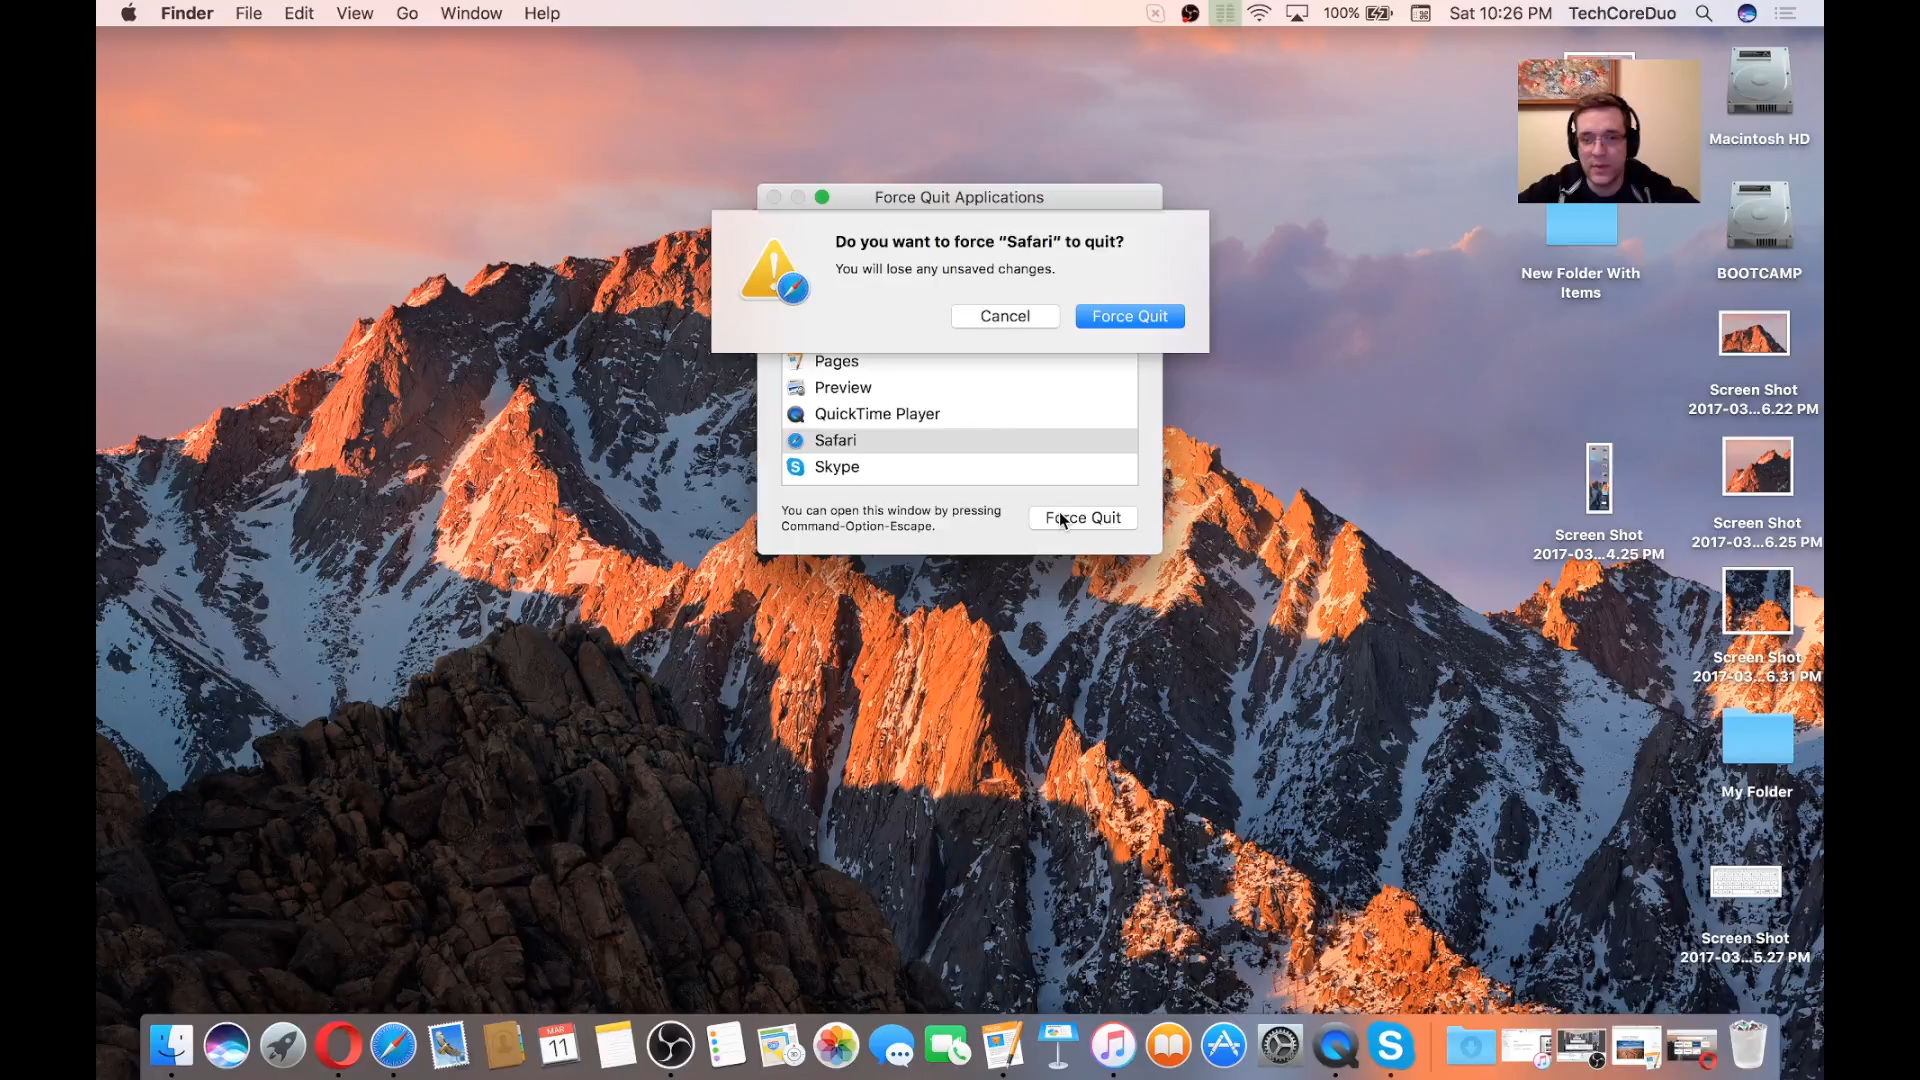 Finder File Edit View Go Window Help 100% Sat 10:26 PM TechCoreDuo
Macintosh HD
BOOTCAMP
New Folder With
Items
Screen Shot
2017-03...6.22 PM
Screen Shot
2017-03...6.25 PM
Screen Shot
2017-03...4.25 PM
Screen Shot
2017-03...6.31 PM
My Folder
Screen Shot
2017-03...5.27 PM
Force Quit Applications
Do you want to force “Safari” to quit?
You will lose any unsaved changes.
Cancel Force Quit
Pages
Preview
QuickTime Player
Safari
Skype
You can open this window by pressing
Command-Option-Escape.
Force Quit
MAR
11